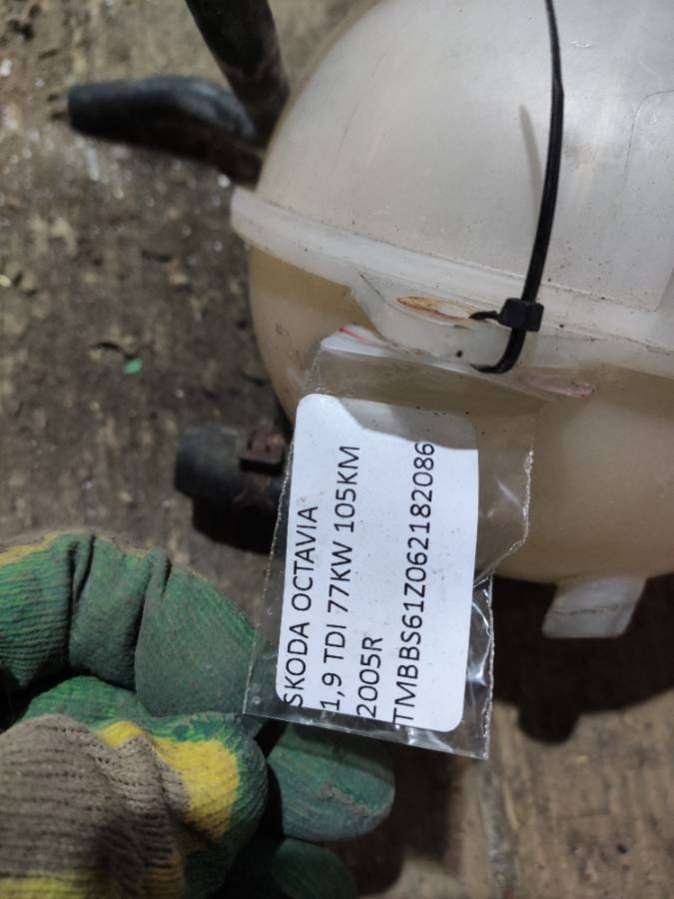 SKODA OCTAVIA
1,9 TDI 77KW 105KM
2005R
TMBBS61Z062182086